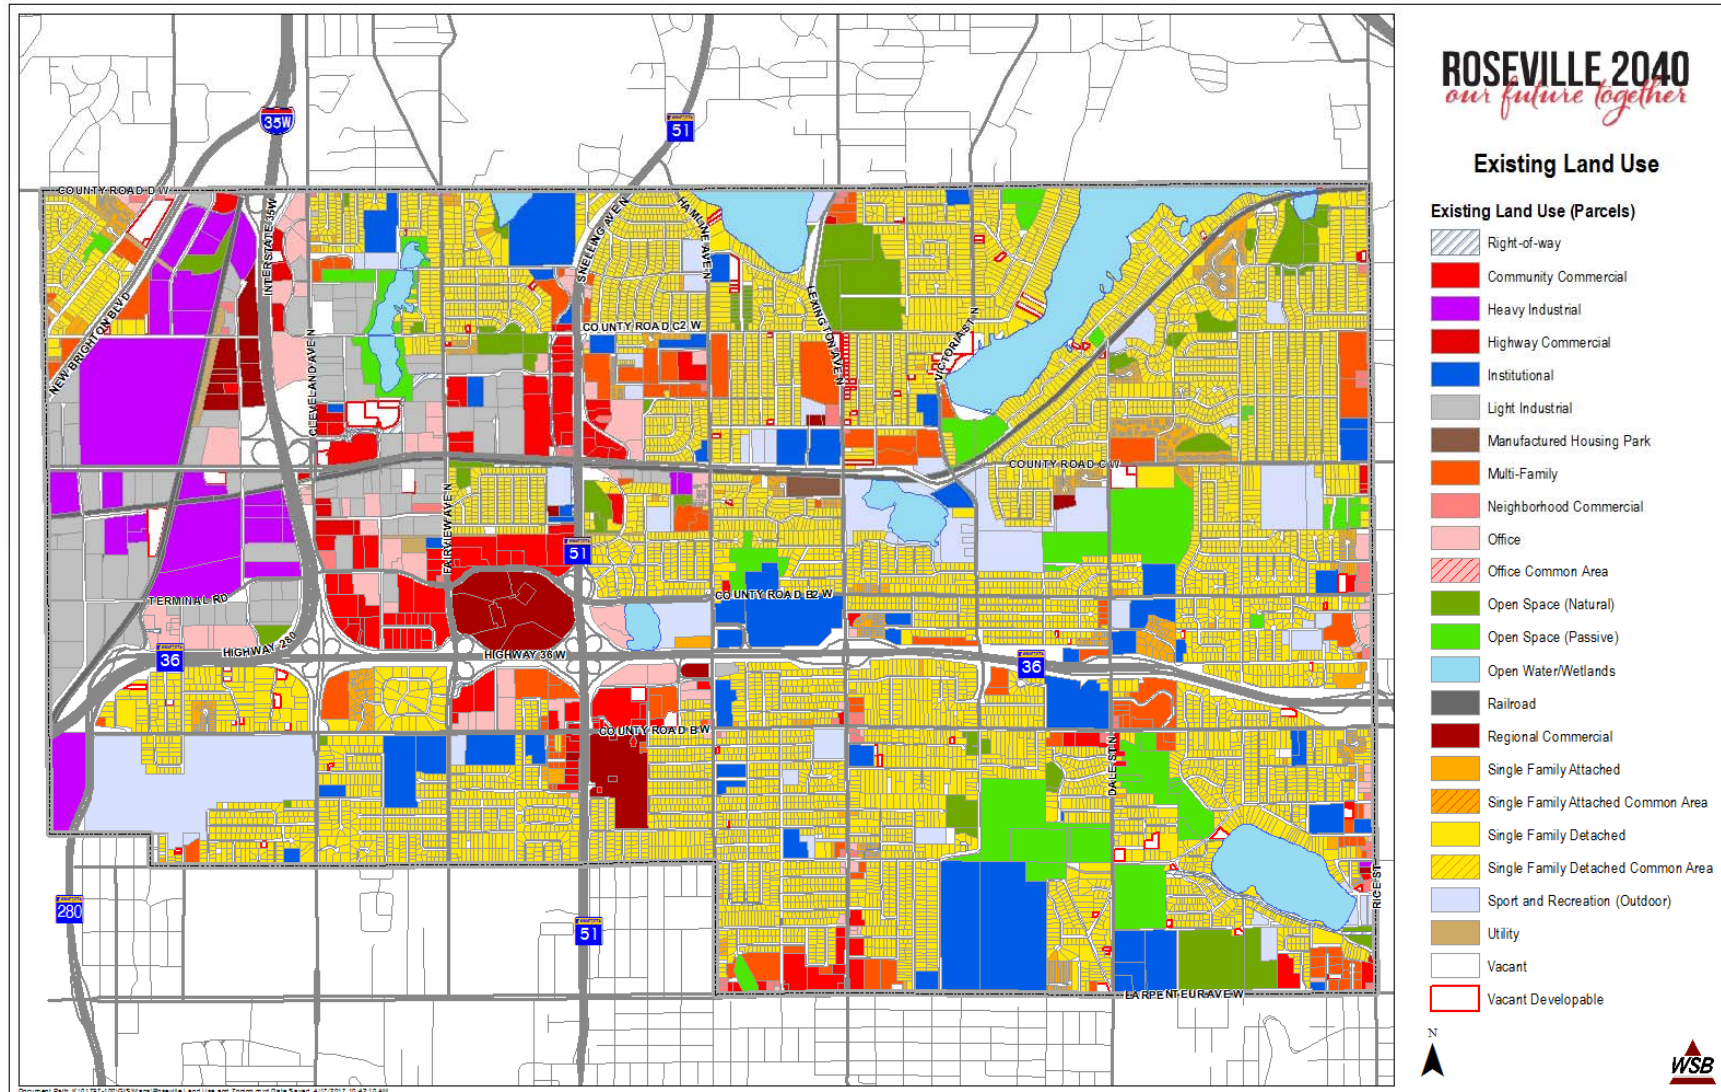 ROSEVILLE 2040
our future together
Existing Land Use
Existing Land Use (Parcels)
Right-of-way
Community Commercial
Heavy Industrial
Highway Commercial
Institutional
Light Industrial
Manufactured Housing Park
Multi-Family
Neighborhood Commercial
Office
Office Common Area
Open Space (Natural)
Open Space (Passive)
Open Water/Wetlands
Railroad
Regional Commercial
Single Family Attached
Single Family Attached Common Area
Single Family Detached
Single Family Detached Common Area
Sport and Recreation (Outdoor)
Utility
Vacant
Vacant Developable
N
WSB
35W
51
COUNTY ROAD D W
INTERSTATE 35W
SNELLING AVE N
HAMLINE AVE N
NEW BRIGHTON BLVD
CLEVELAND AVE N
COUNTY ROAD C2 W
LEXINGTON AVE N
VICTORIA ST N
COUNTY ROAD C W
FAIRVIEW AVE N
51
TERMINAL RD
COUNTY ROAD B2 W
HIGHWAY 280
36
HIGHWAY 36 W
36
COUNTY ROAD B W
DALE ST N
RICE ST
280
51
LARPENTEUR AVE W